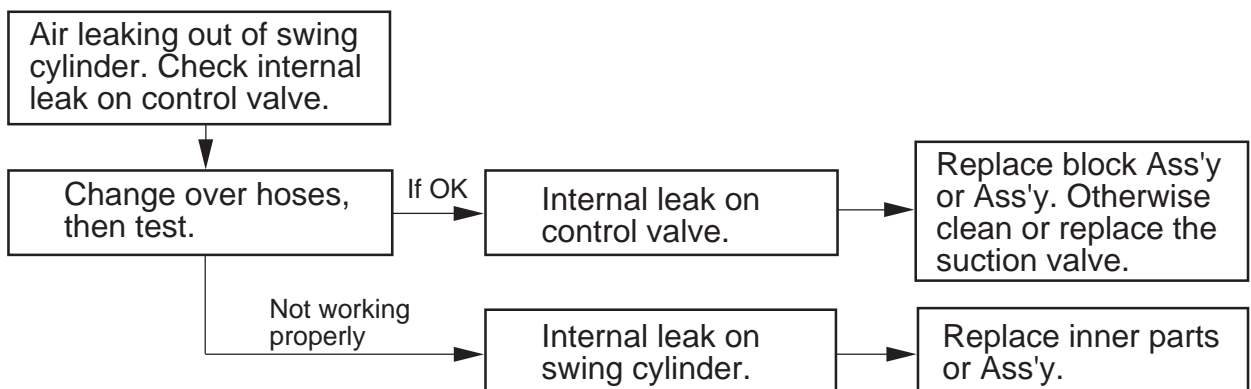 Air leaking out of swing
cylinder. Check internal
leak on control valve.
Change over hoses,
then test.
If OK
Internal leak on
control valve.
Replace block Ass'y
or Ass'y. Otherwise
clean or replace the
suction valve.
Not working
properly
Internal leak on
swing cylinder.
Replace inner parts
or Ass'y.